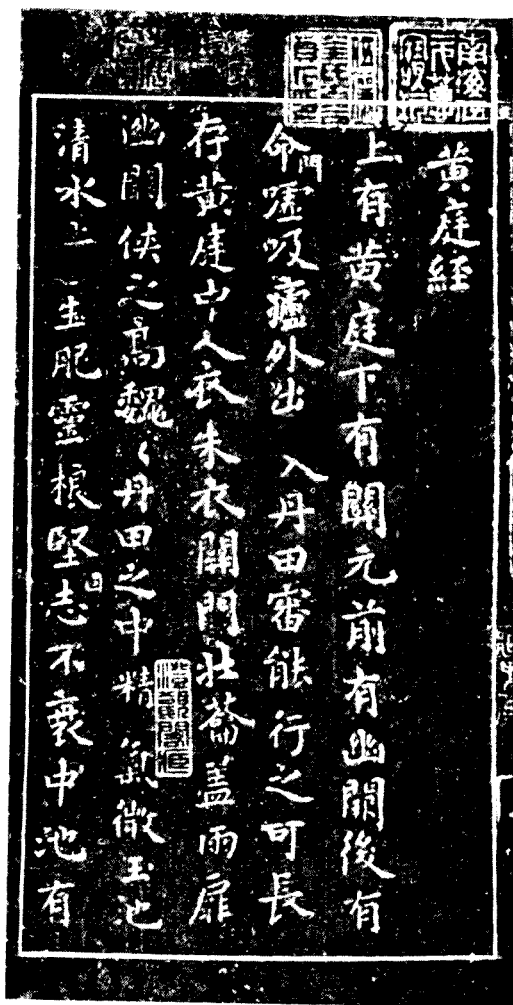 黃庭經
上有黃庭下有關元前有幽闕後有
命門噓吸廬外出入丹田審能行之可長
存黃庭中人衣朱衣關門壯蘥蓋兩扉
幽闕俠之高魏〻丹田之中精氣微玉池
清水上生肥靈根堅志不衰中池有